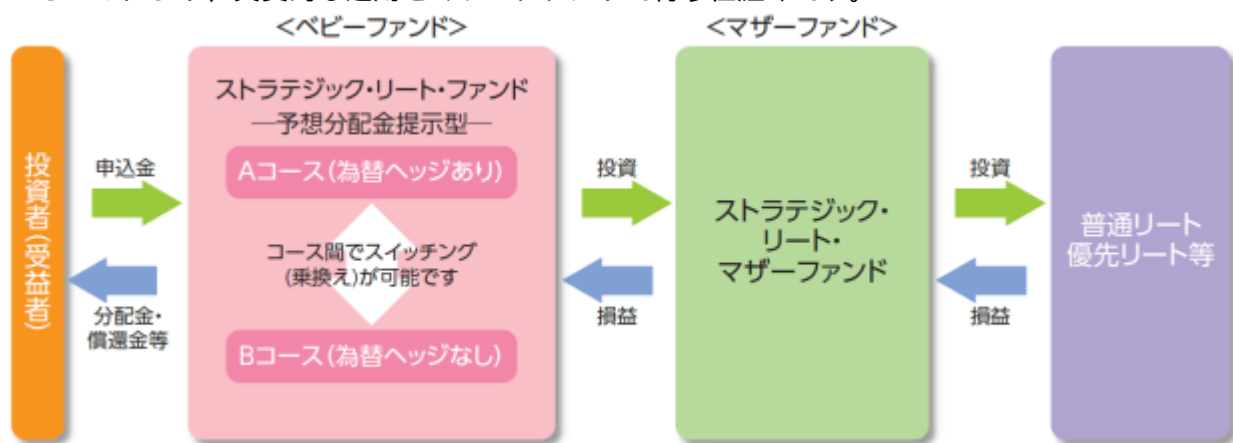 <ベビーファンド>
<マザーファンド>
投資者(受益者)
申込金
分配金・
償還金等
ストラテジック・リート・ファンド
―予想分配金提示型―
Aコース(為替ヘッジあり)
コース間でスイッチング
(乗換え)が可能です
Bコース(為替ヘッジなし)
投資
損益
ストラテジック・
リート・
マザーファンド
投資
損益
普通リート
優先リート等